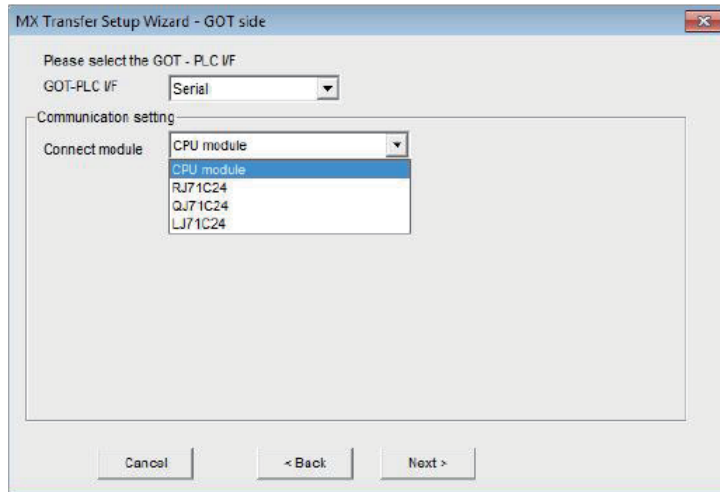 MX Transfer Setup Wizard - GOT side
Please select the GOT - PLC I/F
GOT-PLC I/F Serial
Communication setting
Connect module CPU module
CPU module
RJ71C24
QJ71C24
LJ71C24
Cancel < Back Next >